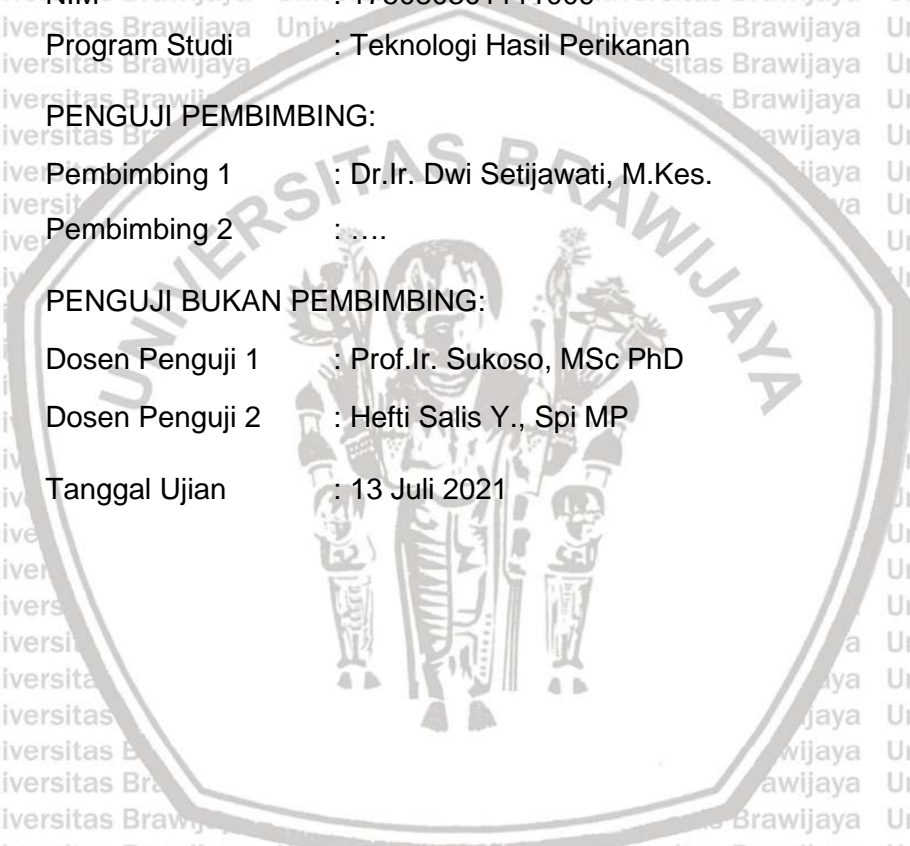 Program Studi : Teknologi Hasil Perikanan
PENGUJI PEMBIMBING:
Pembimbing 1 : Dr.Ir. Dwi Setijawati, M.Kes.
Pembimbing 2 : ….
PENGUJI BUKAN PEMBIMBING:
Dosen Penguji 1 : Prof.Ir. Sukoso, MSc PhD
Dosen Penguji 2 : Hefti Salis Y., Spi MP
Tanggal Ujian : 13 Juli 2021
UNIVERSITAS BRAWIJAYA